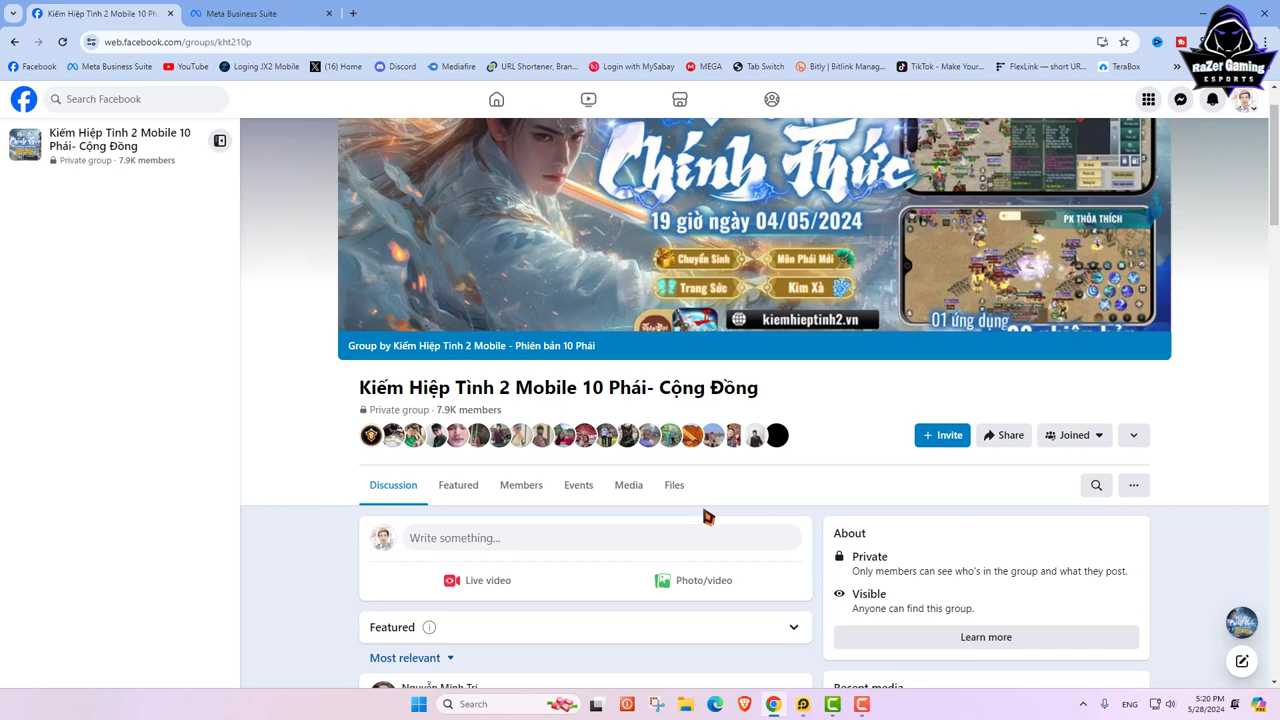 Kiếm Hiệp Tình 2 Mobile 10 Ph
Meta Business Suite
web.facebook.com/groups/kht210p
Facebook
Meta Business Suite
YouTube
Loging JX2 Mobile
(16) Home
Discord
Mediafire
URL Shortener, Bran...
Login with MySabay
MEGA
Tab Switch
Bitly | Bitlink Manag...
TikTok - Make Your...
FlexLink — short UR...
TeraBox
RaZer Gaming
ESPORTS
Search Facebook
Kiếm Hiệp Tình 2 Mobile 10
Phái- Cộng Đồng
Private group · 7.9K members
Chính Thức
19 giờ ngày 04/05/2024
PK THỎA THÍCH
Chuyển Sinh
Môn Phái Mới
Trang Sức
Kim Xà
kiemhieptinh2.vn
01 ứng dụng
Group by Kiếm Hiệp Tình 2 Mobile - Phiên bản 10 Phái
Kiếm Hiệp Tình 2 Mobile 10 Phái- Cộng Đồng
Private group · 7.9K members
+ Invite
Share
Joined
Discussion
Featured
Members
Events
Media
Files
Write something...
Live video
Photo/video
Featured
Most relevant
Nguyễn Minh Trí
About
Private
Only members can see who's in the group and what they post.
Visible
Anyone can find this group.
Learn more
Recent media
Search
ENG
5:20 PM
5/28/2024